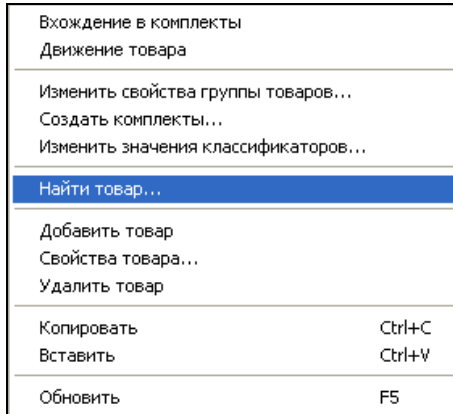 Вхождение в комплекты
Движение товара
Изменить свойства группы товаров...
Создать комплекты...
Изменить значения классификаторов...
Найти товар...
Добавить товар
Свойства товара...
Удалить товар
Копировать Ctrl+C
Вставить Ctrl+V
Обновить F5